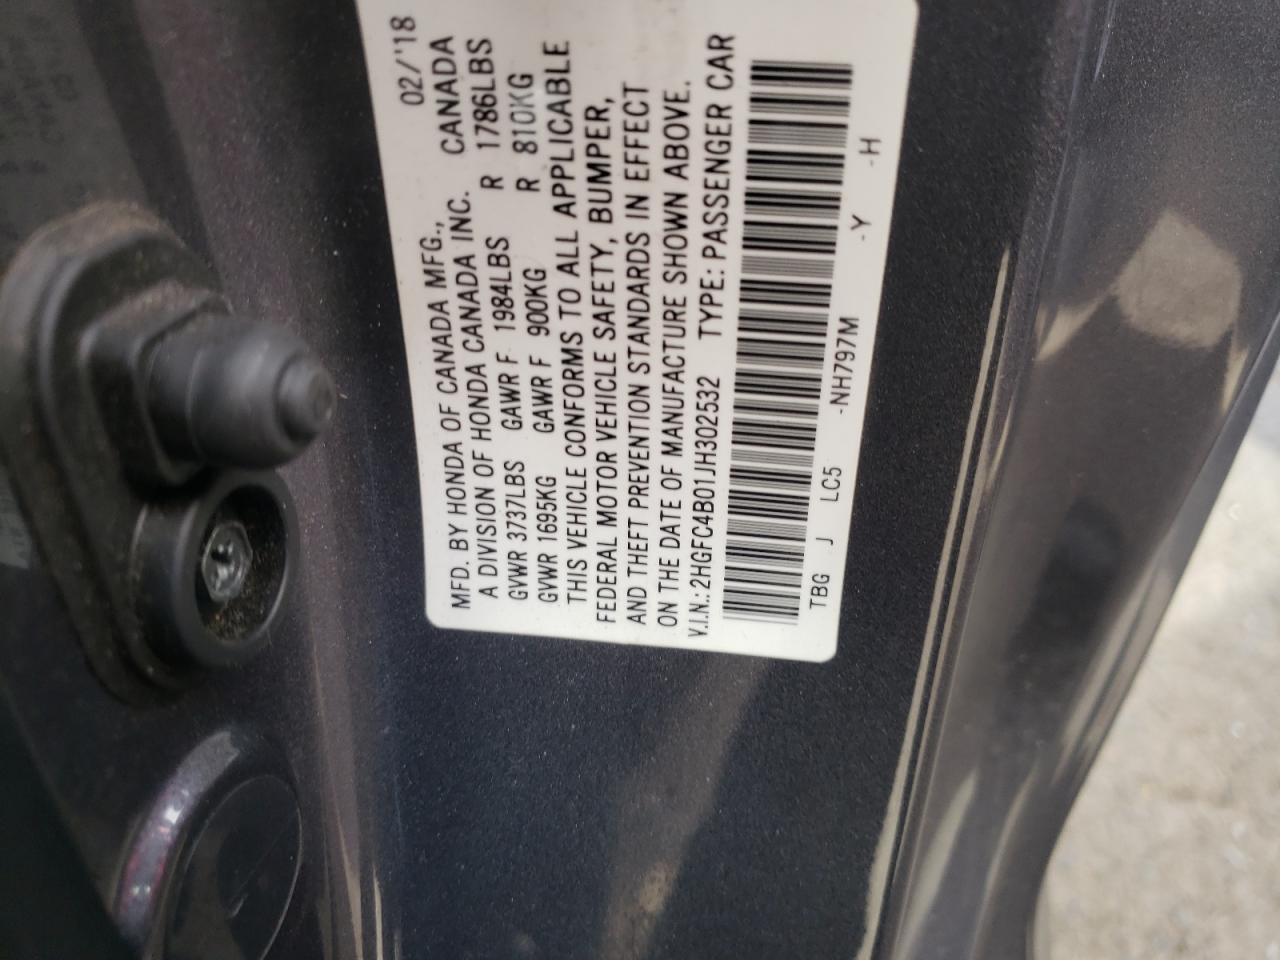 02/'18
MFD. BY HONDA OF CANADA MFG., CANADA
A DIVISION OF HONDA CANADA INC.
GVWR 3737LBS GAWR F 1984LBS R 1786LBS
GVWR 1695KG GAWR F 900KG R 810KG
THIS VEHICLE CONFORMS TO ALL APPLICABLE
FEDERAL MOTOR VEHICLE SAFETY, BUMPER,
AND THEFT PREVENTION STANDARDS IN EFFECT
ON THE DATE OF MANUFACTURE SHOWN ABOVE.
V.I.N.: 2HGFC4B01JH302532 TYPE: PASSENGER CAR
TBG J LC5 -NH797M -Y -H